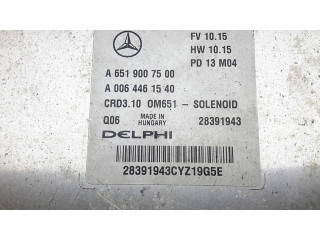 FV 10.15
HW 10.15
PD 13 M04
A 651 900 75 00
A 006 446 15 40
CRD3.10 OM651 - SOLENOID
Q06 MADE IN HUNGARY 28391943
DELPHI
28391943CYZ19G5E